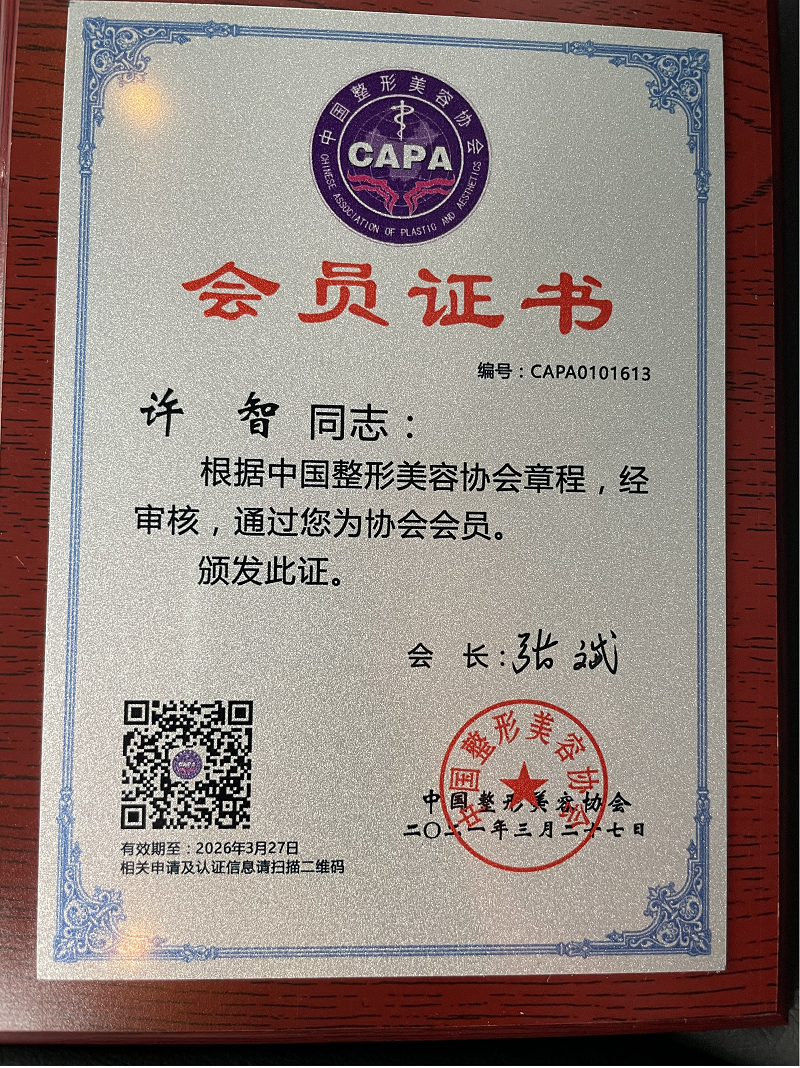 中国整形美容协会
CAPA
CHINESE ASSOCIATION OF PLASTIC AND AESTHETICS
会员证书
编号：CAPA0101613
许 智 同志：
根据中国整形美容协会章程，经
审核，通过您为协会会员。
颁发此证。
会 长：张斌
中国整形美容协会
中国整形美容协会
二〇二一年三月二十七日
CAPA
有效期至：2026年3月27日
相关申请及认证信息请扫描二维码